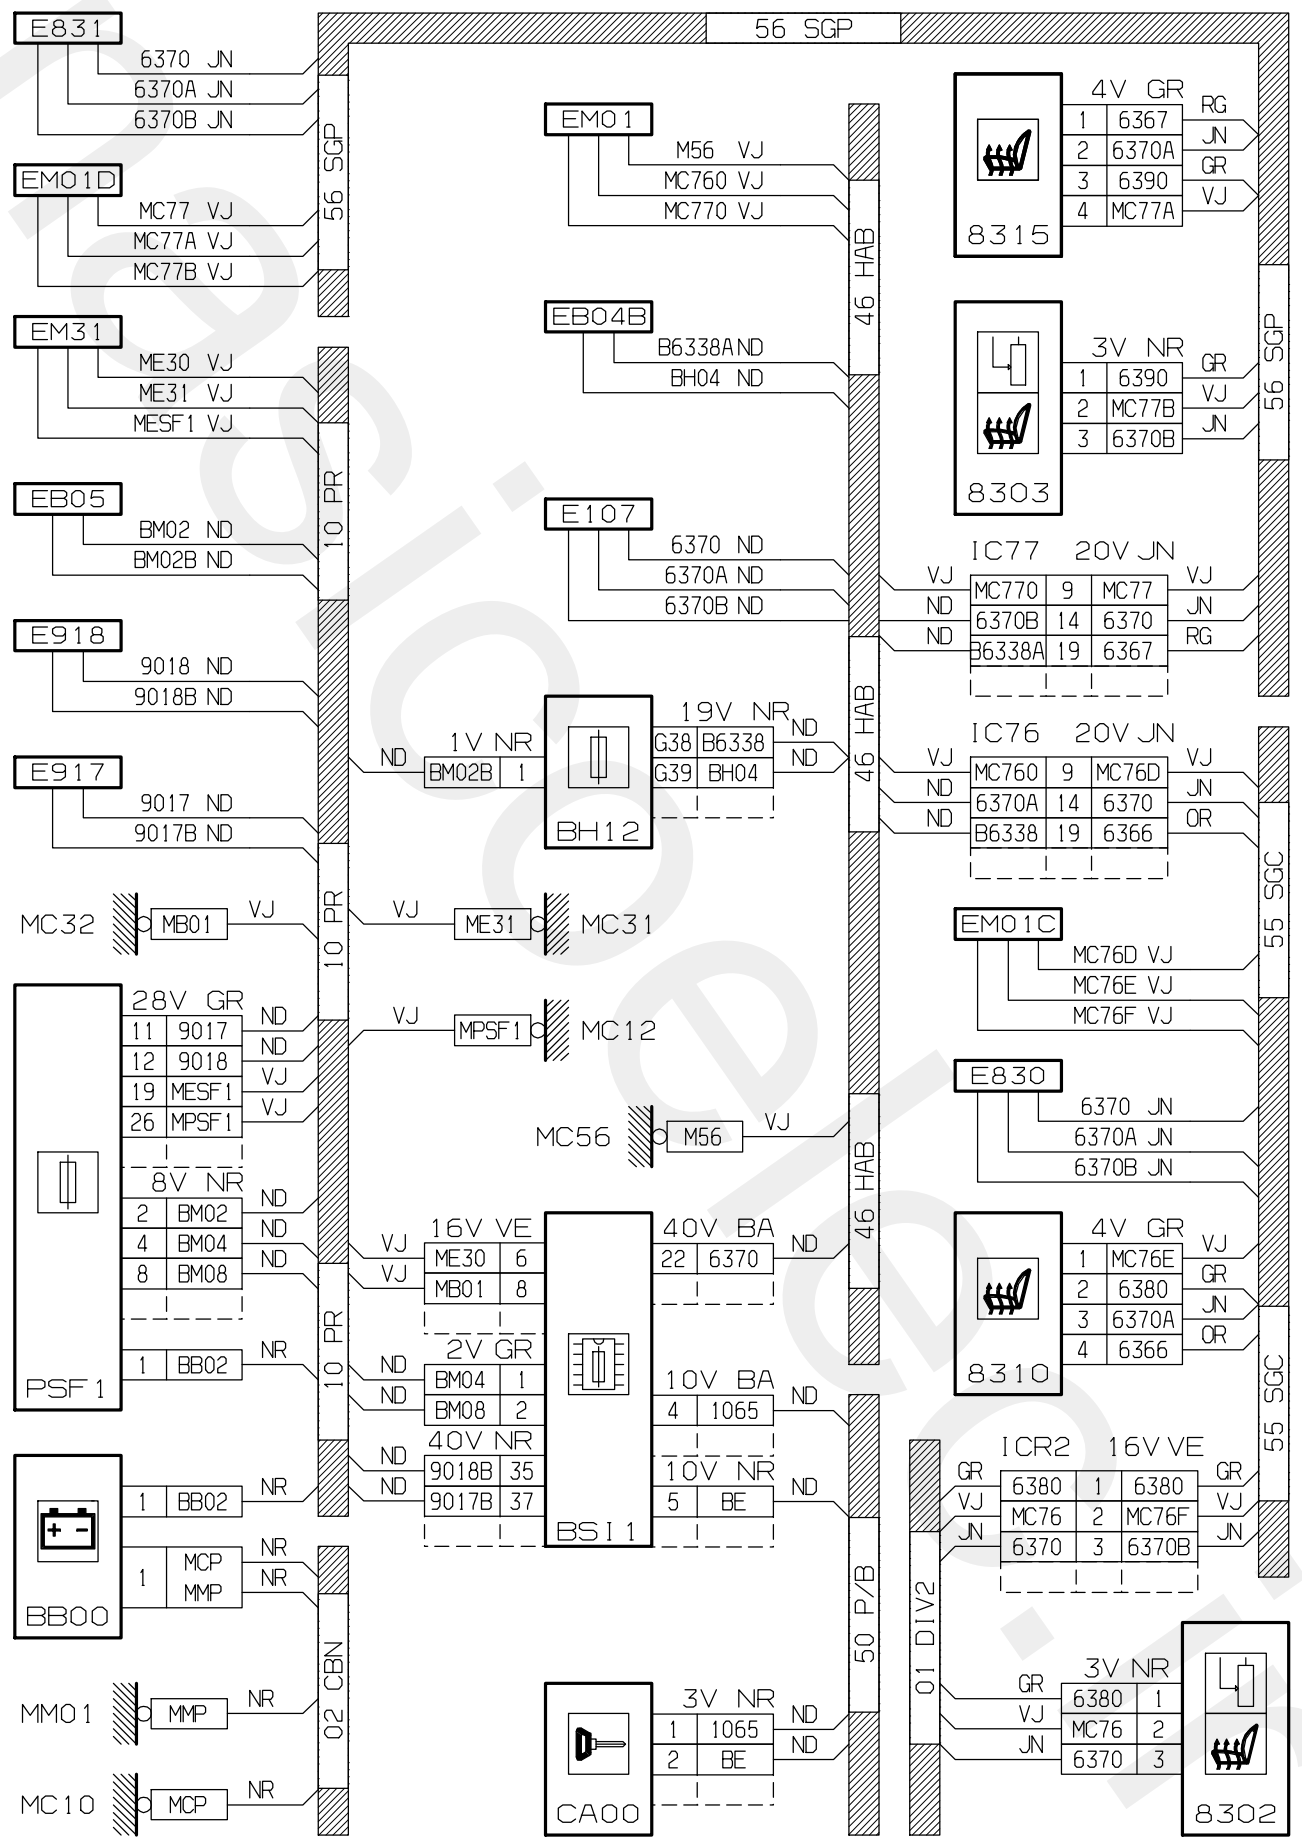 56 SGP
E831
6370 JN
6370A JN
6370B JN
EM01D
MC77 VJ
MC77A VJ
MC77B VJ
56 SGP
EM31
ME30 VJ
ME31 VJ
MESF1 VJ
10 PR
EB05
BM02 ND
BM02B ND
E918
9018 ND
9018B ND
E917
9017 ND
9017B ND
10 PR
MC32 MB01 VJ
VJ ME31 MC31
VJ MPSF1 MC12
PSF1
28V GR
11 9017 ND
12 9018 ND
19 MESF1 VJ
26 MPSF1 VJ
8V NR
2 BM02 ND
4 BM04 ND
8 BM08 ND
1 BB02 NR
10 PR
BB00
1 BB02 NR
1 MCP NR
MMP NR
02 CBN
MM01 MMP NR
MC10 MCP NR
EM01
M56 VJ
MC760 VJ
MC770 VJ
46 HAB
EB04B
B6338A ND
BH04 ND
E107
6370 ND
6370A ND
6370B ND
46 HAB
BH12
1V NR
ND BM02B 1
19V NR
G38 B6338 ND
G39 BH04 ND
MC56 M56 VJ
46 HAB
BSI1
16V VE
VJ ME30 6
VJ MB01 8
2V GR
ND BM04 1
ND BM08 2
40V NR
ND 9018B 35
ND 9017B 37
40V BA
22 6370 ND
10V BA
4 1065 ND
10V NR
5 BE ND
50 P/B
CA00
3V NR
1 1065 ND
2 BE ND
8315
4V GR
1 6367 RG
2 6370A JN
3 6390 GR
4 MC77A VJ
56 SGP
8303
3V NR
1 6390 GR
2 MC77B VJ
3 6370B JN
IC77 20V JN
VJ MC770 9 MC77 VJ
ND 6370B 14 6370 JN
ND B6338A 19 6367 RG
IC76 20V JN
VJ MC760 9 MC76D VJ
ND 6370A 14 6370 JN
ND B6338 19 6366 OR
55 SGC
EM01C
MC76D VJ
MC76E VJ
MC76F VJ
E830
6370 JN
6370A JN
6370B JN
8310
4V GR
1 MC76E VJ
2 6380 GR
3 6370A JN
4 6366 OR
55 SGC
ICR2 16V VE
GR 6380 1 6380 GR
VJ MC76 2 MC76F VJ
JN 6370 3 6370B JN
01 DIV2
8302
3V NR
GR 6380 1
VJ MC76 2
JN 6370 3